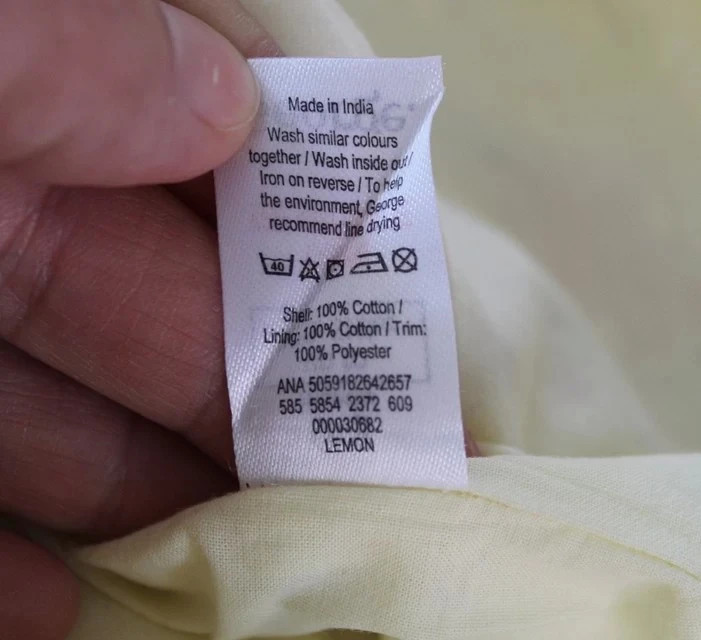 Made in India
Wash similar colours
together / Wash inside out /
Iron on reverse / To help
the environment, George
recommend line drying
40
Shell: 100% Cotton /
Lining: 100% Cotton / Trim:
100% Polyester
ANA 5059182642657
585 5854 2372 609
000030682
LEMON